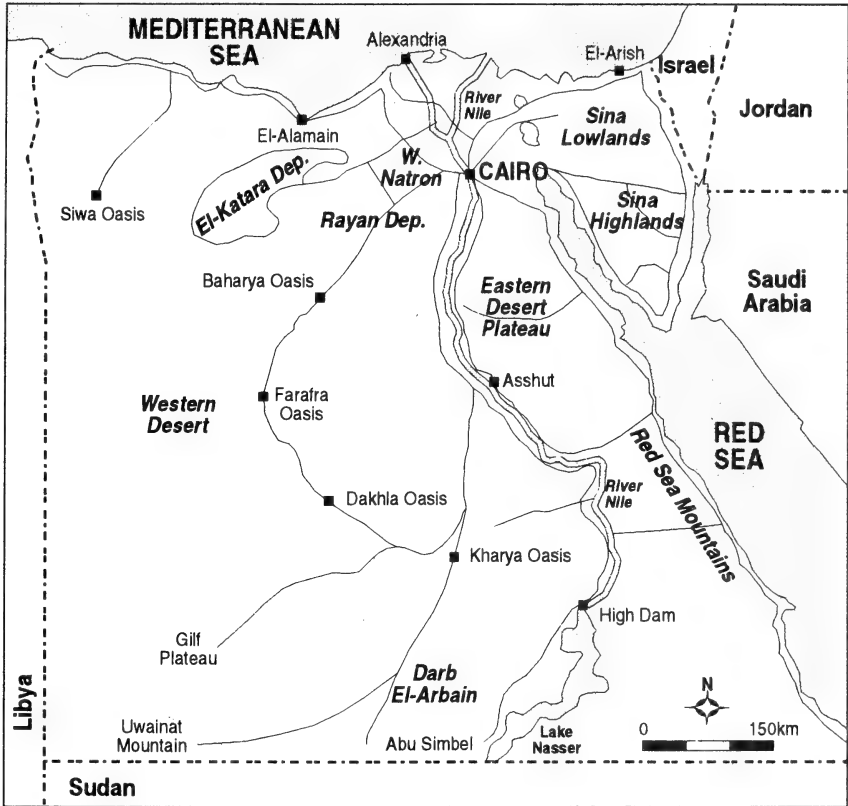 MEDITERRANEAN
SEA
Alexandria
El-Arish
Israel
Jordan
River
Nile
El-Alamain
Sina
Lowlands
El-Katara Dep.
W.
Natron
CAIRO
Siwa Oasis
Sina
Highlands
Rayan Dep.
Baharya Oasis
Eastern
Desert
Plateau
Saudi
Arabia
Asshut
Western
Desert
Farafra
Oasis
RED
SEA
Red Sea Mountains
Dakhla Oasis
River
Nile
Kharya Oasis
High Dam
Gilf
Plateau
Darb
El-Arbain
Libya
Uwainat
Mountain
Abu Simbel
Lake
Nasser
N
0 150km
Sudan